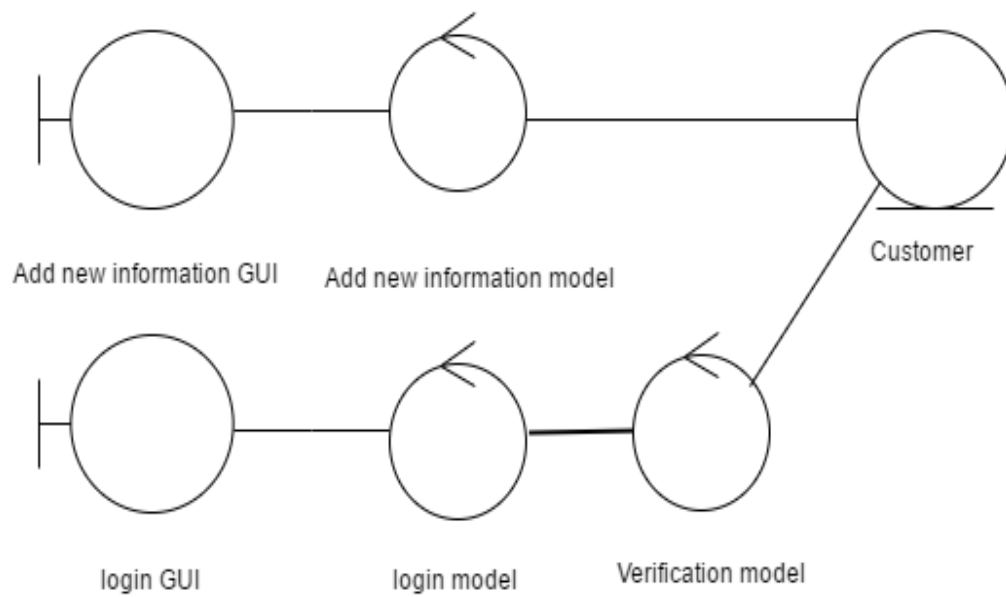 Add new information GUI
Add new information model
Customer
login GUI
login model
Verification model